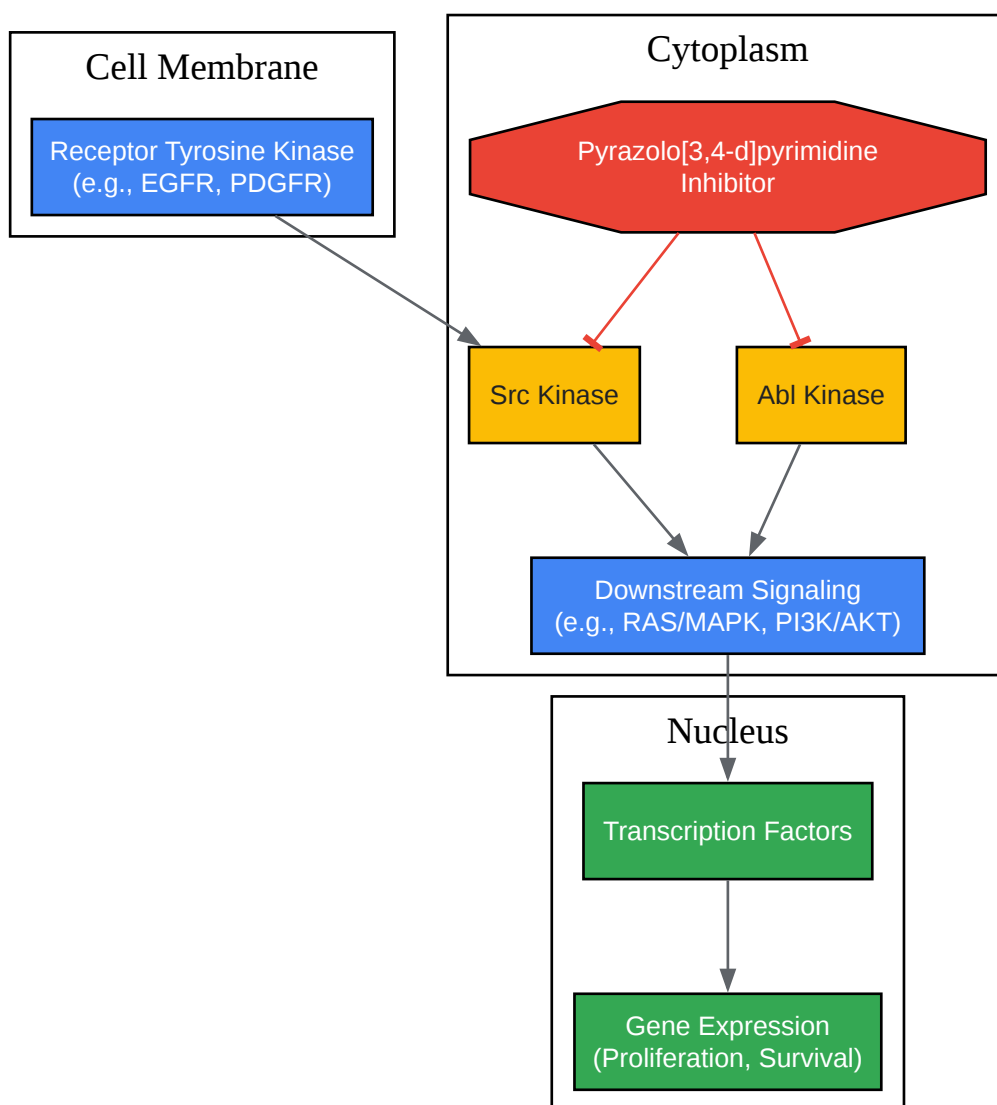 Cell Membrane
Receptor Tyrosine Kinase
(e.g., EGFR, PDGFR)
Cytoplasm
Pyrazolo[3,4-d]pyrimidine
Inhibitor
Src Kinase
Abl Kinase
Downstream Signaling
(e.g., RAS/MAPK, PI3K/AKT)
Nucleus
Transcription Factors
Gene Expression
(Proliferation, Survival)